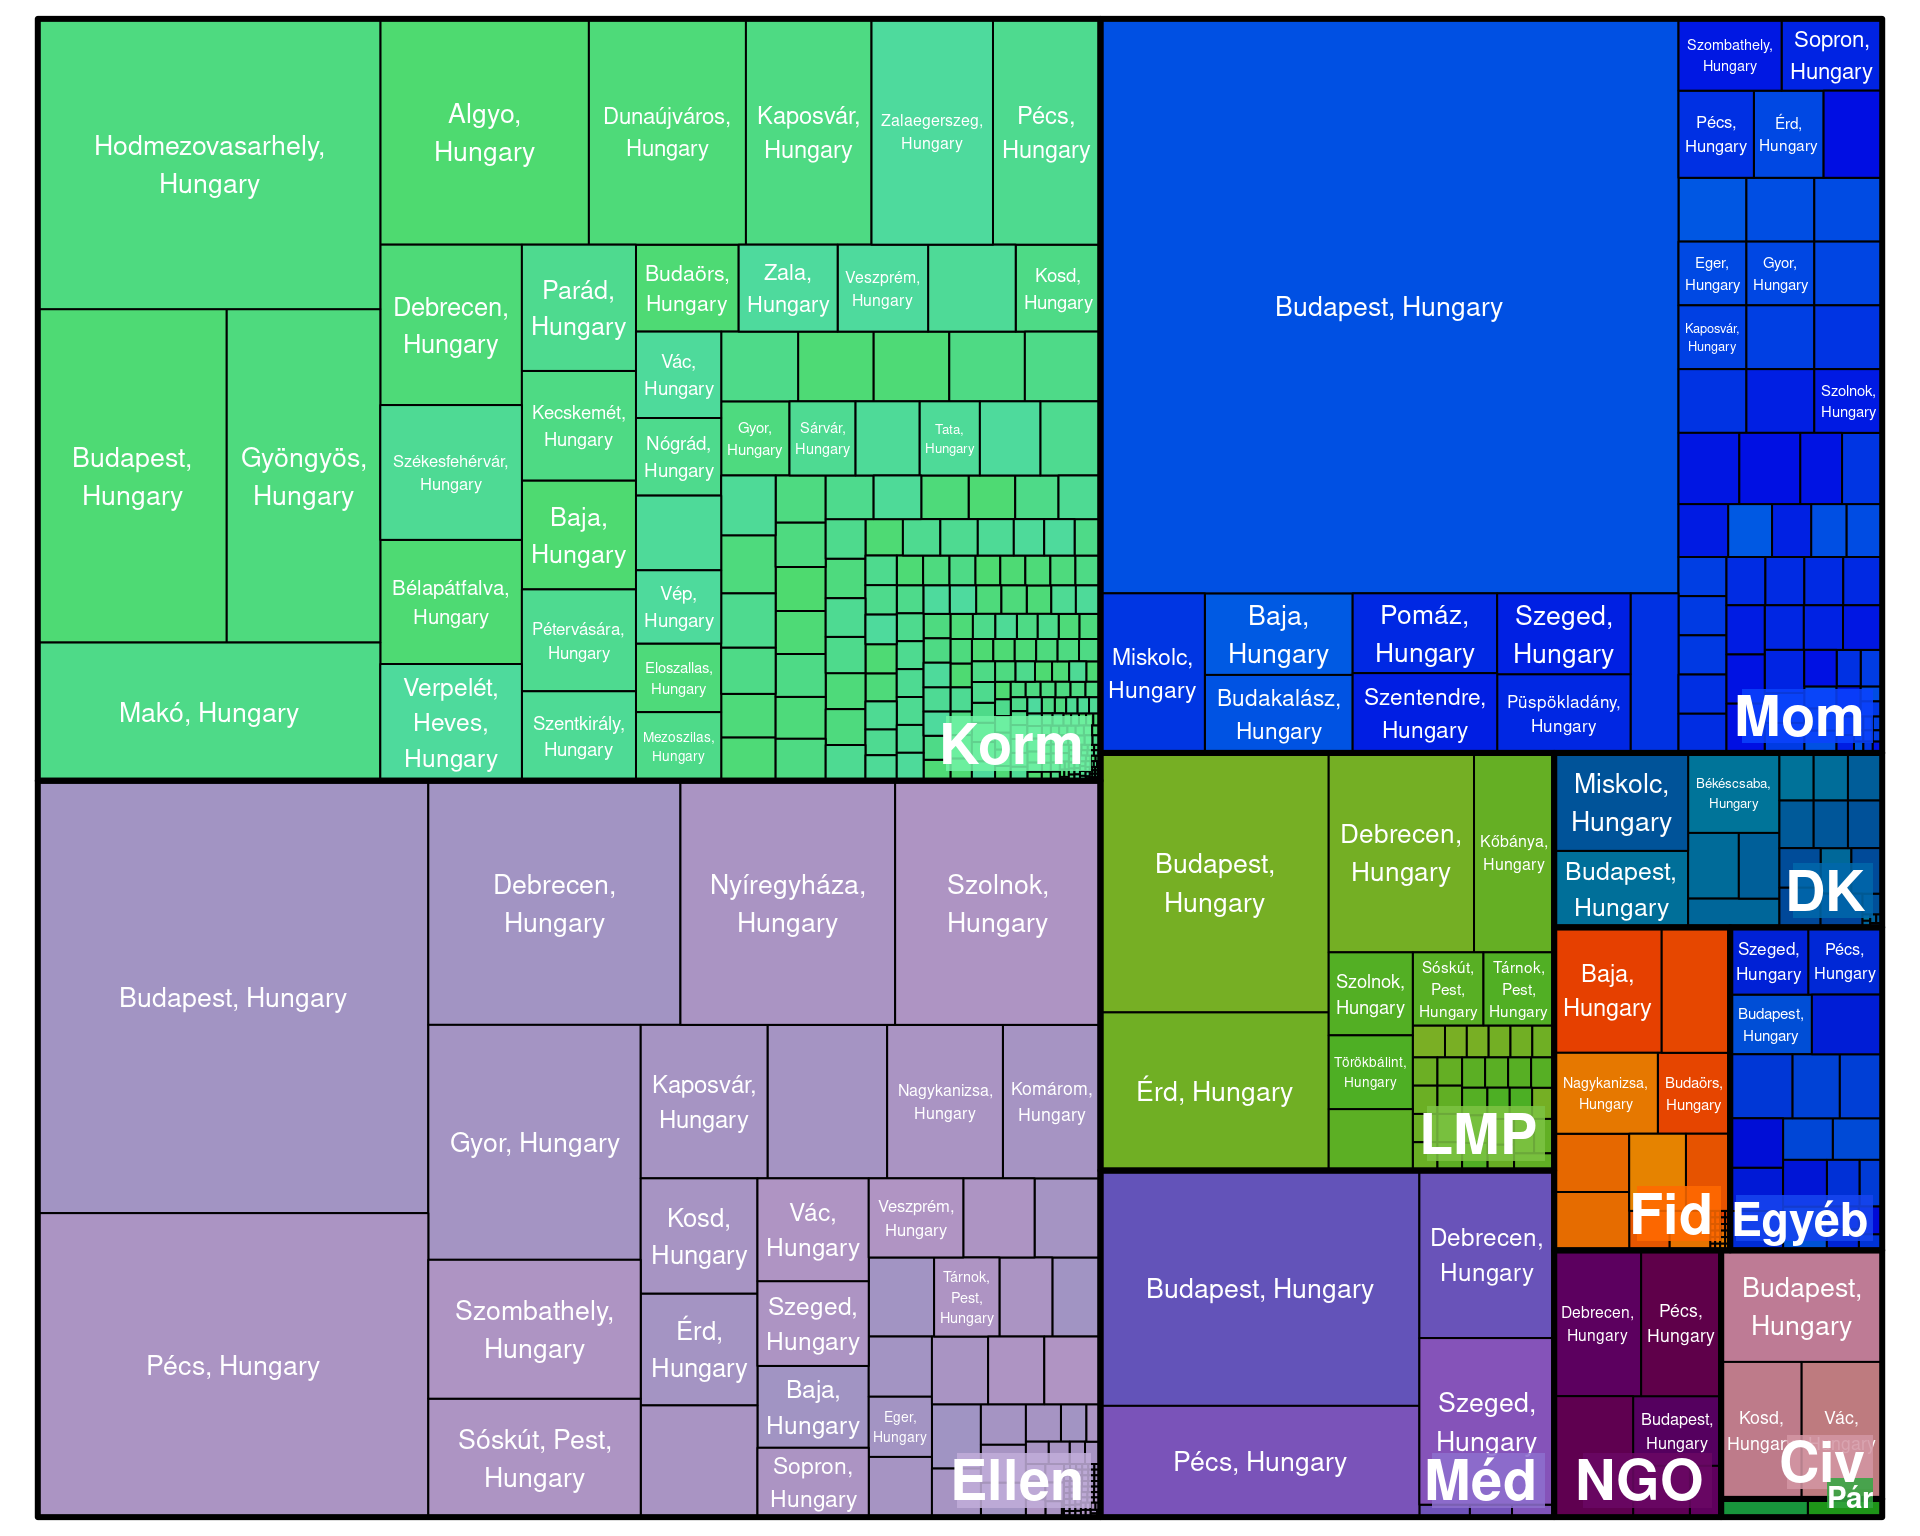 Hodmezovasarhely,
Hungary
Algyo,
Hungary
Dunaújváros,
Hungary
Kaposvár,
Hungary
Zalaegerszeg,
Hungary
Pécs,
Hungary
Budapest,
Hungary
Gyöngyös,
Hungary
Makó, Hungary
Debrecen,
Hungary
Székesfehérvár,
Hungary
Bélapátfalva,
Hungary
Verpelét,
Heves,
Hungary
Parád,
Hungary
Kecskemét,
Hungary
Baja,
Hungary
Pétervására,
Hungary
Szentkirály,
Hungary
Budaörs,
Hungary
Zala,
Hungary
Veszprém,
Hungary
Kosd,
Hungary
Vác,
Hungary
Nógrád,
Hungary
Vép,
Hungary
Eloszallas,
Hungary
Mezoszilas,
Hungary
Gyor,
Hungary
Sárvár,
Hungary
Tata,
Hungary
Korm
Budapest, Hungary
Miskolc,
Hungary
Baja,
Hungary
Budakalász,
Hungary
Pomáz,
Hungary
Szentendre,
Hungary
Szeged,
Hungary
Püspökladány,
Hungary
Szombathely,
Hungary
Sopron,
Hungary
Pécs,
Hungary
Érd,
Hungary
Eger,
Hungary
Gyor,
Hungary
Kaposvár,
Hungary
Szolnok,
Hungary
Mom
Budapest, Hungary
Pécs, Hungary
Debrecen,
Hungary
Nyíregyháza,
Hungary
Szolnok,
Hungary
Gyor, Hungary
Szombathely,
Hungary
Sóskút, Pest,
Hungary
Kaposvár,
Hungary
Nagykanizsa,
Hungary
Komárom,
Hungary
Kosd,
Hungary
Érd,
Hungary
Vác,
Hungary
Szeged,
Hungary
Baja,
Hungary
Sopron,
Hungary
Veszprém,
Hungary
Tárnok,
Pest,
Hungary
Eger,
Hungary
Ellen
Budapest,
Hungary
Érd, Hungary
Debrecen,
Hungary
Kőbánya,
Hungary
Szolnok,
Hungary
Törökbálint,
Hungary
Sóskút,
Pest,
Hungary
Tárnok,
Pest,
Hungary
LMP
Budapest, Hungary
Pécs, Hungary
Debrecen,
Hungary
Szeged,
Hungary
Méd
Miskolc,
Hungary
Budapest,
Hungary
Békéscsaba,
Hungary
DK
Baja,
Hungary
Nagykanizsa,
Hungary
Budaörs,
Hungary
Fid
Szeged,
Hungary
Pécs,
Hungary
Budapest,
Hungary
Egyéb
Debrecen,
Hungary
Pécs,
Hungary
Budapest,
Hungary
NGO
Budapest,
Hungary
Kosd,
Hungary
Vác,
Hungary
Civ
Pár